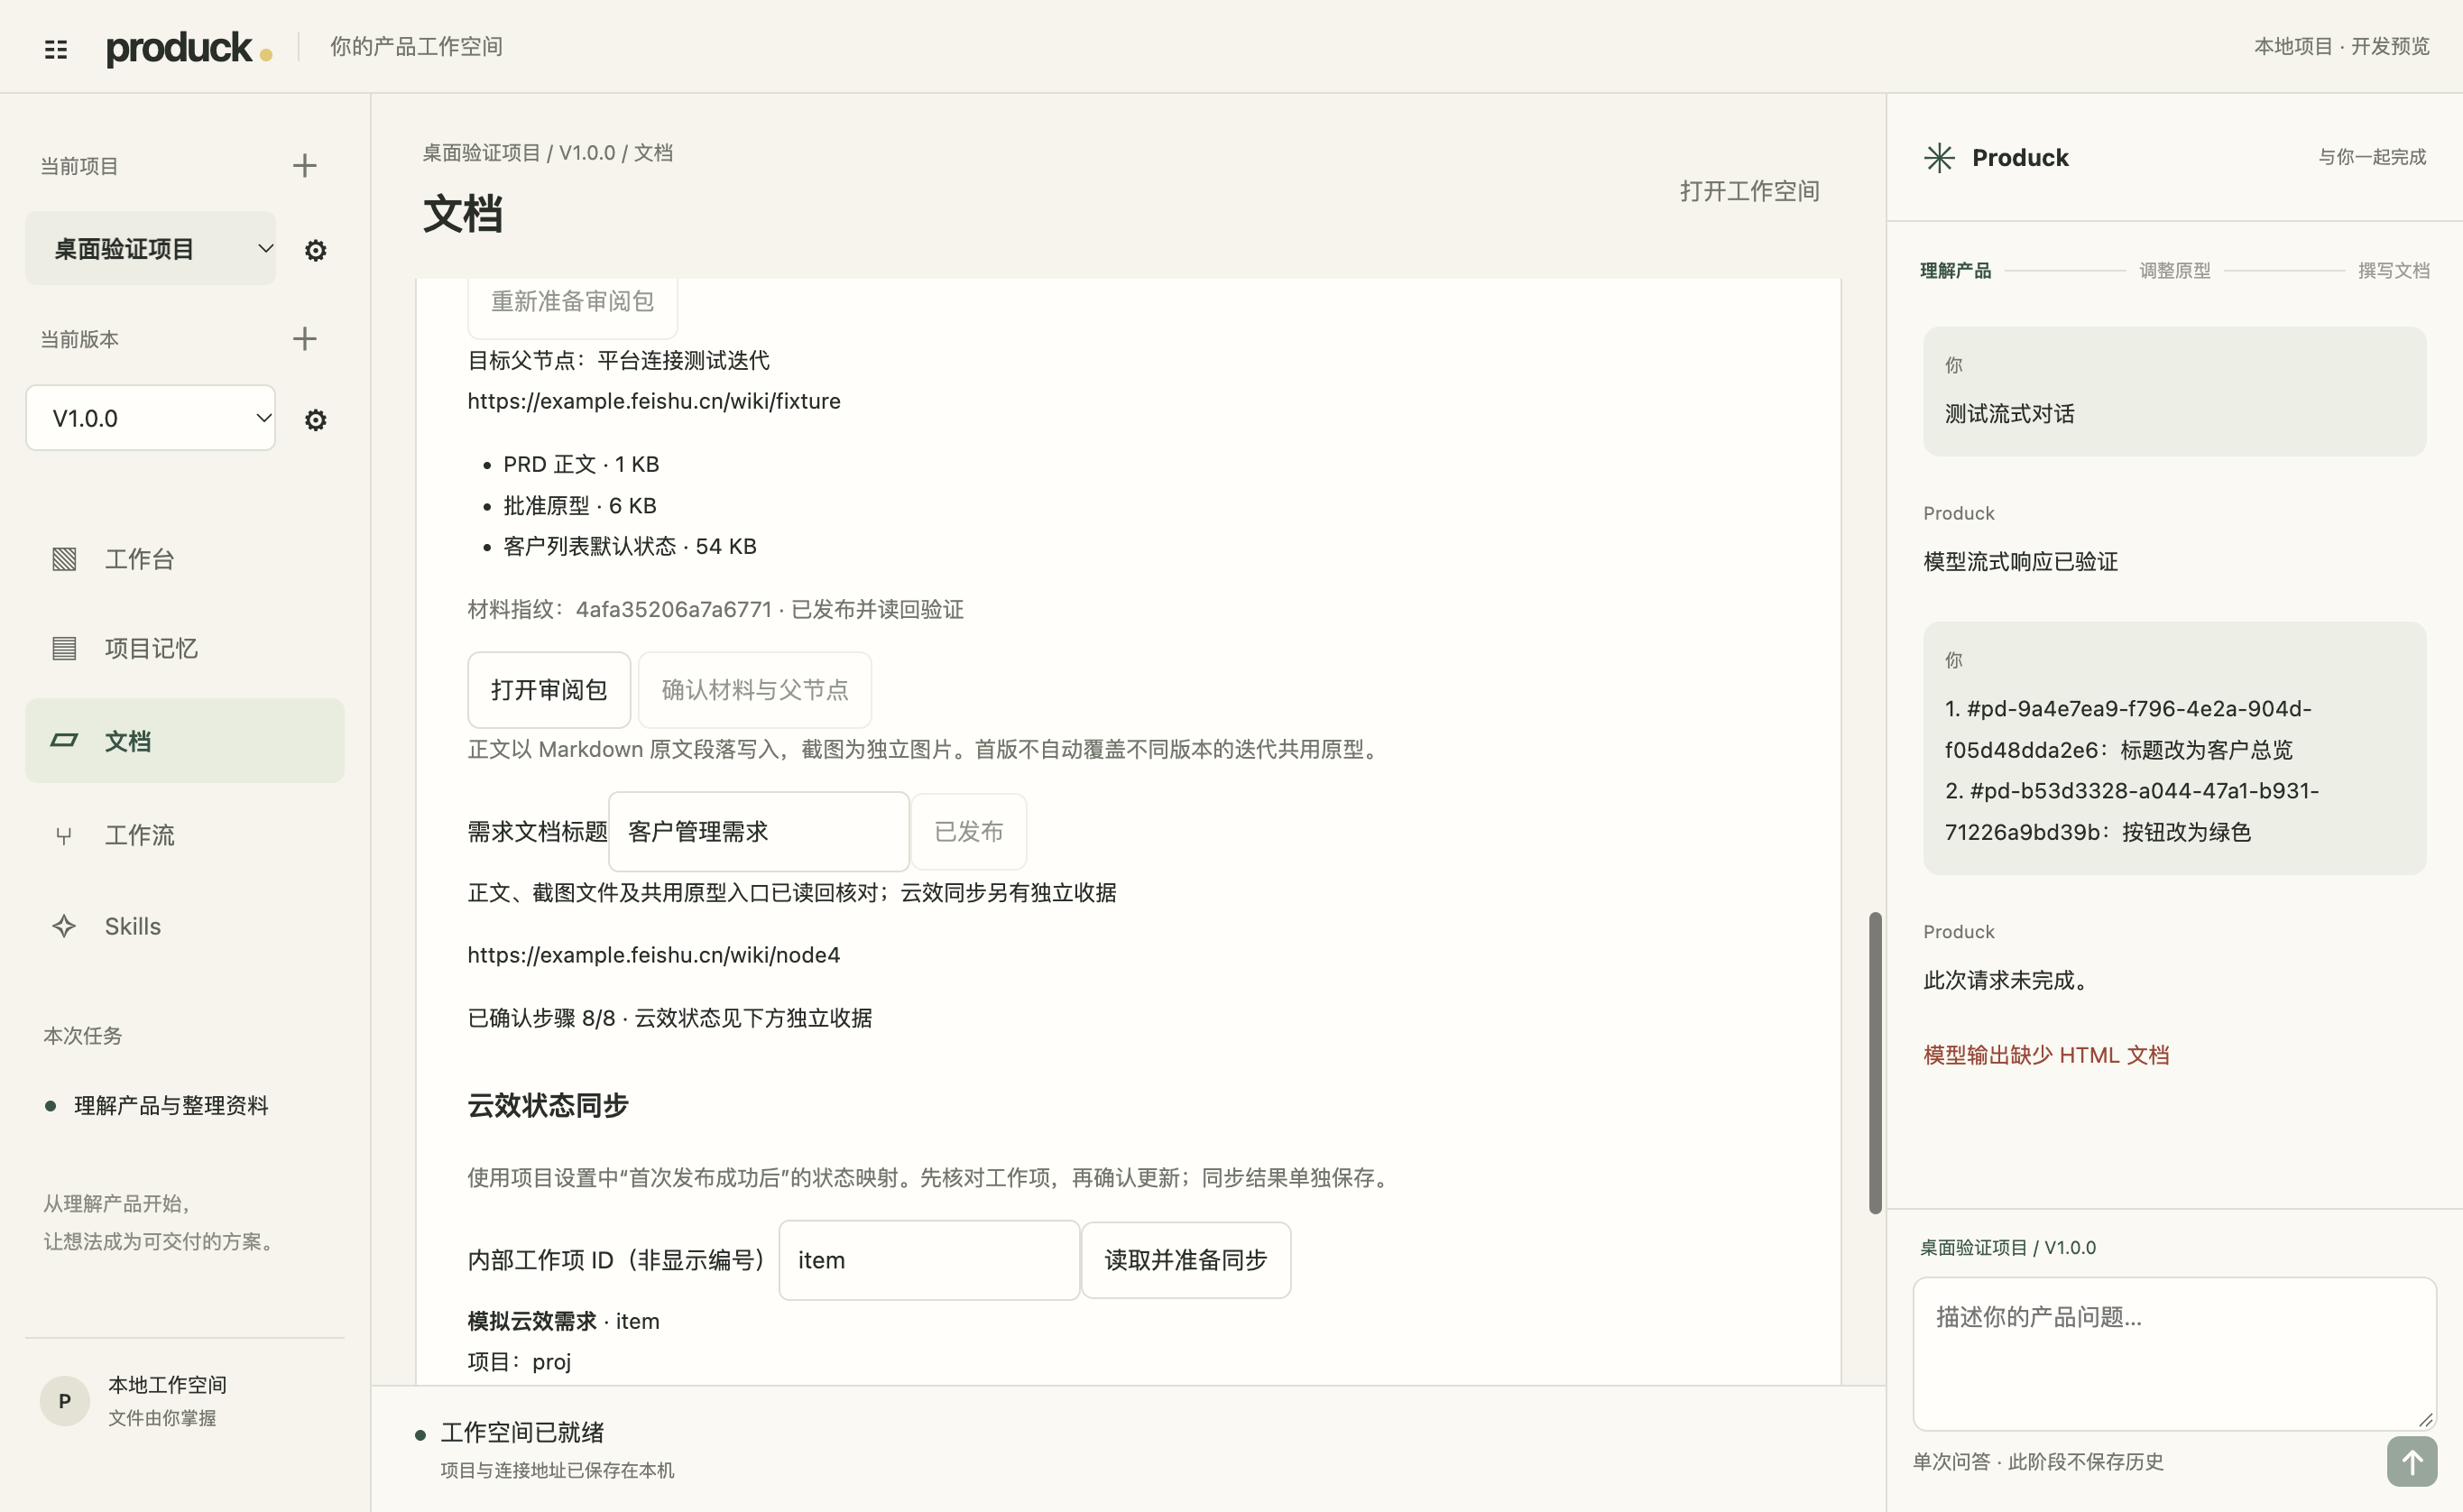 produck
你的产品工作空间
本地项目 · 开发预览
当前项目
桌面验证项目
当前版本
V1.0.0
工作台
项目记忆
文档
工作流
Skills
本次任务
理解产品与整理资料
从理解产品开始，
让想法成为可交付的方案。
P
本地工作空间
文件由你掌握
桌面验证项目 / V1.0.0 / 文档
文档
打开工作空间
重新准备审阅包
目标父节点：平台连接测试迭代
https://example.feishu.cn/wiki/fixture
PRD 正文 · 1 KB
批准原型 · 6 KB
客户列表默认状态 · 54 KB
材料指纹：4afa35206a7a6771 · 已发布并读回验证
打开审阅包
确认材料与父节点
正文以 Markdown 原文段落写入，截图为独立图片。首版不自动覆盖不同版本的迭代共用原型。
需求文档标题 客户管理需求 已发布
正文、截图文件及共用原型入口已读回核对；云效同步另有独立收据
https://example.feishu.cn/wiki/node4
已确认步骤 8/8 · 云效状态见下方独立收据
云效状态同步
使用项目设置中“首次发布成功后”的状态映射。先核对工作项，再确认更新；同步结果单独保存。
内部工作项 ID（非显示编号） item 读取并准备同步
模拟云效需求 · item
项目：proj
工作空间已就绪
项目与连接地址已保存在本机
Produck
与你一起完成
理解产品
调整原型
撰写文档
你
测试流式对话
Produck
模型流式响应已验证
你
1. #pd-9a4e7ea9-f796-4e2a-904d-
f05d48dda2e6：标题改为客户总览
2. #pd-b53d3328-a044-47a1-b931-
71226a9bd39b：按钮改为绿色
Produck
此次请求未完成。
模型输出缺少 HTML 文档
桌面验证项目 / V1.0.0
描述你的产品问题...
单次问答 · 此阶段不保存历史